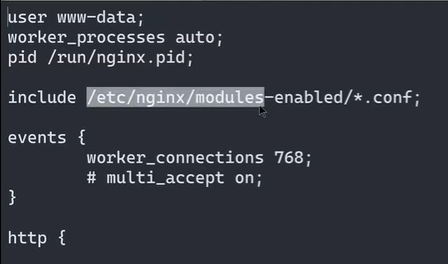 user www-data;
worker_processes auto;
pid /run/nginx.pid;
include /etc/nginx/modules-enabled/*.conf;
events {
worker_connections 768;
# multi_accept on;
}
http {